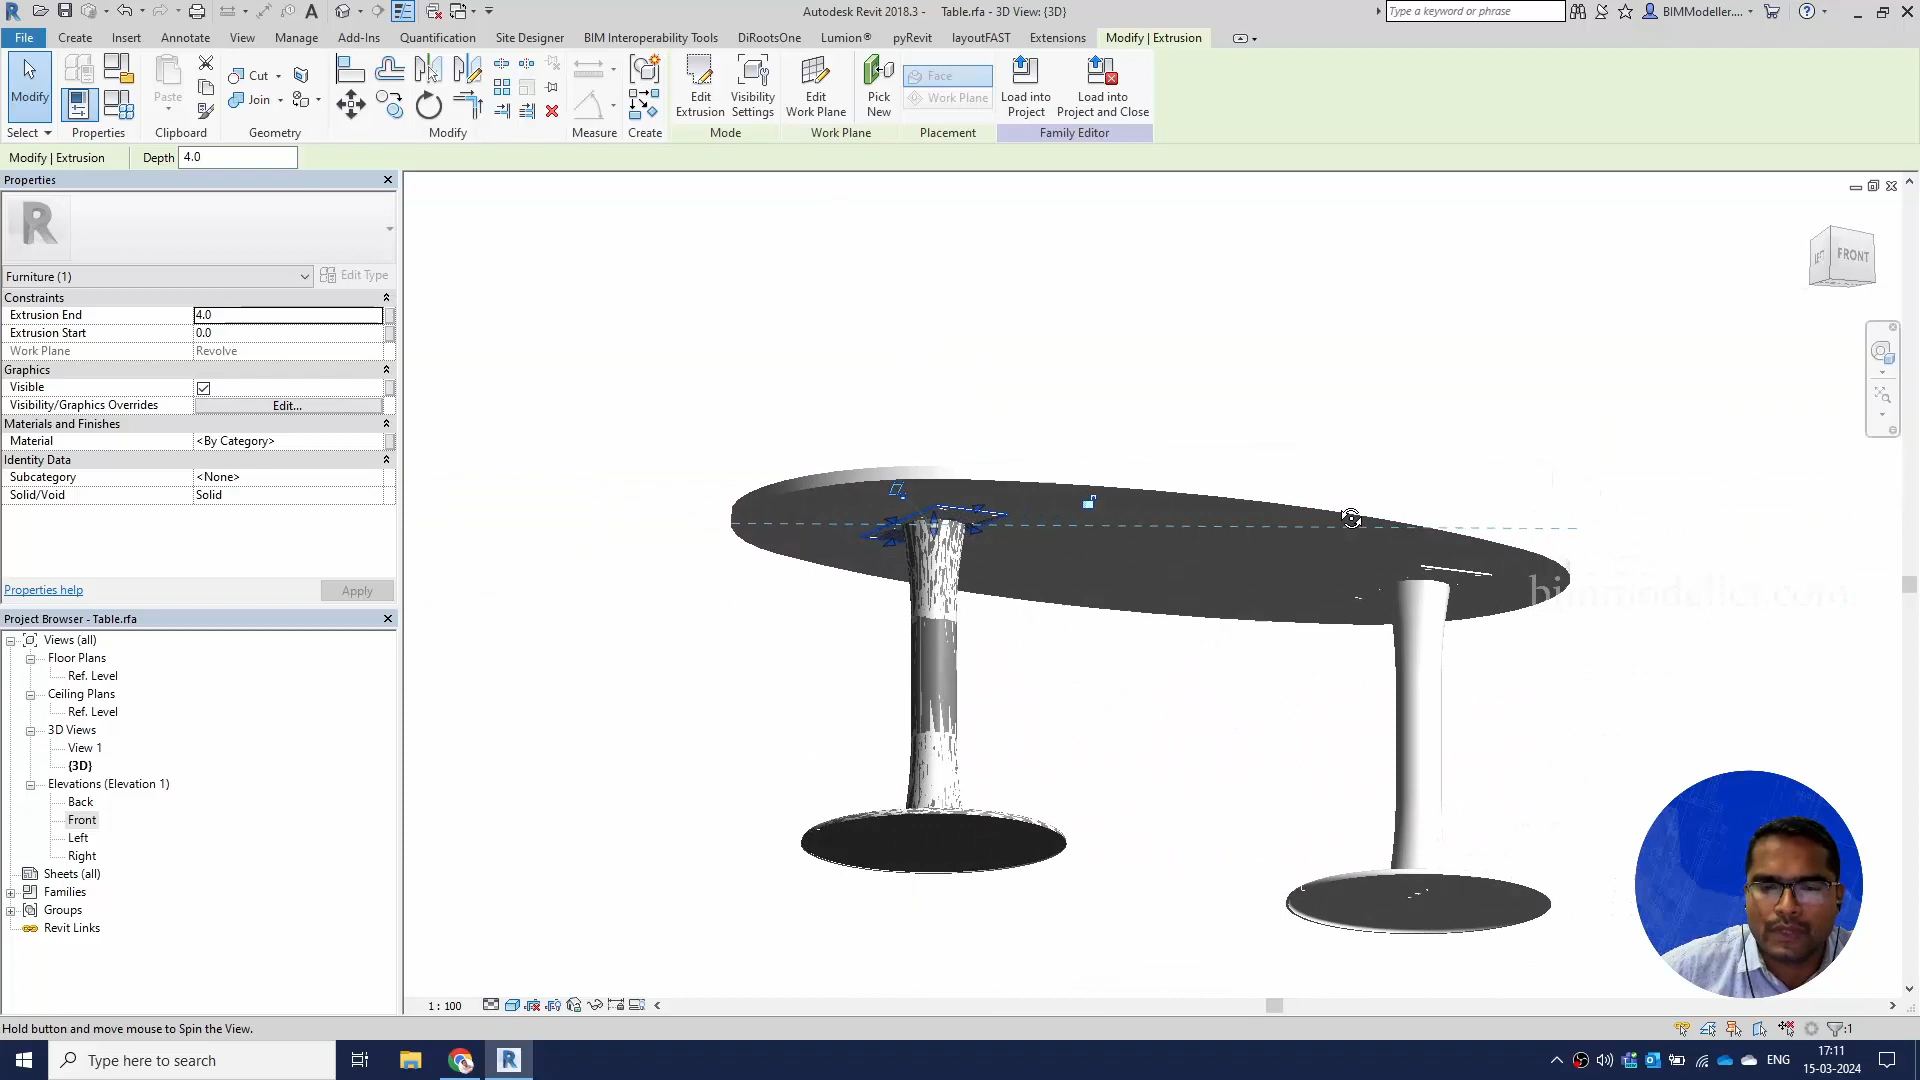 Autodesk Revit 2018.3 - Table.rfa - 3D View: {3D}
Type a keyword or phrase
BIMModeller....
File Create Insert Annotate View Manage Add-Ins Quantification Site Designer BIM Interoperability Tools DiRootsOne Lumion® pyRevit layoutFAST Extensions Modify | Extrusion
Modify
Paste
Cut
Join
Edit Extrusion
Visibility Settings
Edit Work Plane
Pick New
Face
Work Plane
Load into Project
Load into Project and Close
Select Properties Clipboard Geometry Modify Measure Create Mode Work Plane Placement Family Editor
Modify | Extrusion Depth 4.0
Properties
Furniture (1) Edit Type
Constraints
Extrusion End 4.0
Extrusion Start 0.0
Work Plane Revolve
Graphics
Visible
Visibility/Graphics Overrides Edit...
Materials and Finishes
Material <By Category>
Identity Data
Subcategory <None>
Solid/Void Solid
Properties help Apply
Project Browser - Table.rfa
Views (all)
Floor Plans
Ref. Level
Ceiling Plans
Ref. Level
3D Views
View 1
{3D}
Elevations (Elevation 1)
Back
Front
Left
Right
Sheets (all)
Families
Groups
Revit Links
LEFT FRONT
1 : 100
Hold button and move mouse to Spin the View.
:1
Type here to search
ENG
17:11
15-03-2024